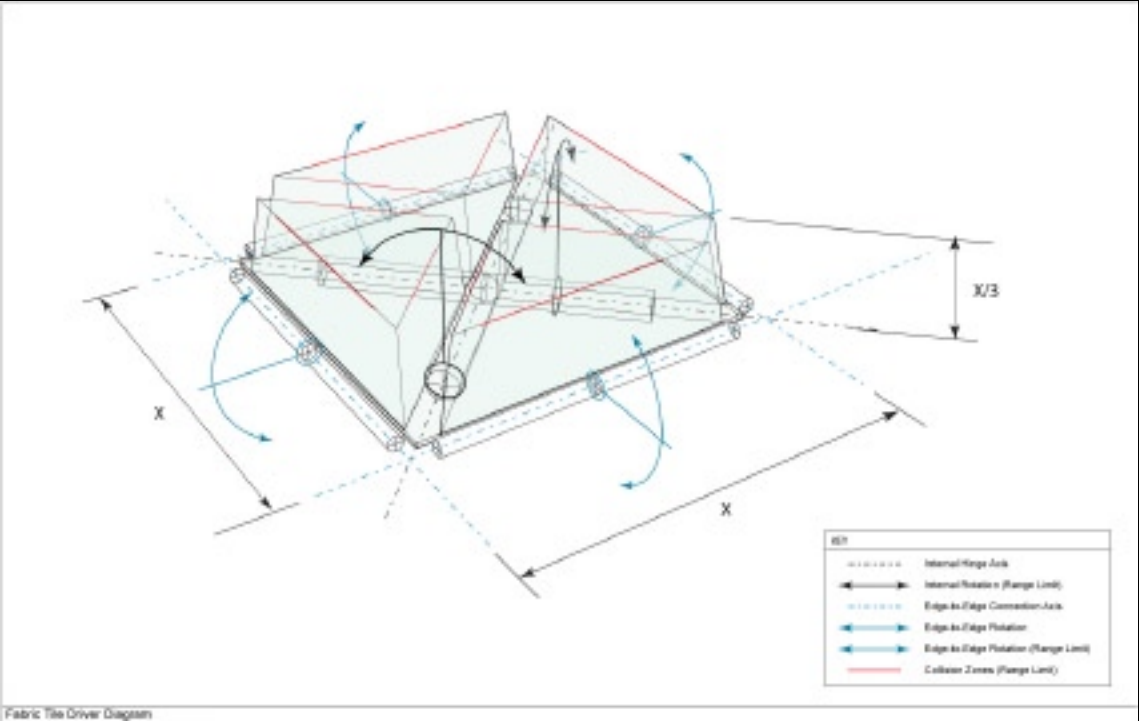 X/3
X
X
KEY
Internal Hinge Axis
Internal Rotation (Range Limit)
Edge-to-Edge Connection Axis
Edge-to-Edge Rotation
Edge-to-Edge Rotation (Range Limit)
Collision Zones (Range Limit)
Fabric Tile Driver Diagram